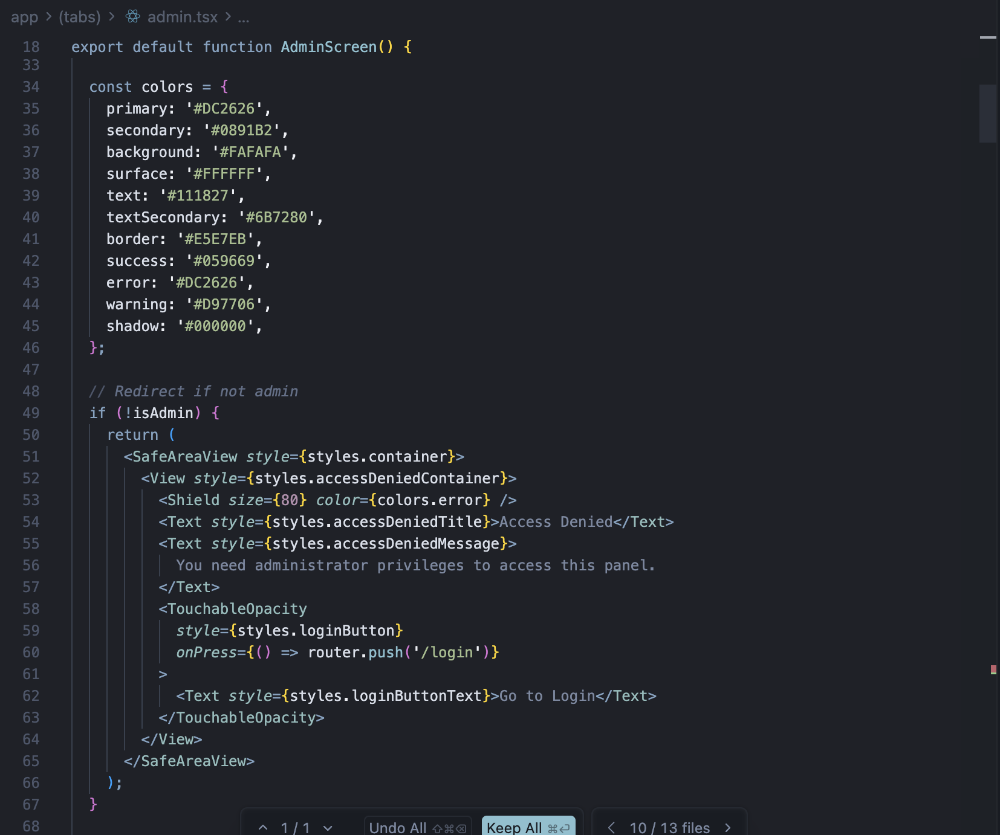 app > (tabs) > admin.tsx > ...
18 export default function AdminScreen() {
33
34 const colors = {
35 primary: '#DC2626',
36 secondary: '#0891B2',
37 background: '#FAFAFA',
38 surface: '#FFFFFF',
39 text: '#111827',
40 textSecondary: '#6B7280',
41 border: '#E5E7EB',
42 success: '#059669',
43 error: '#DC2626',
44 warning: '#D97706',
45 shadow: '#000000',
46 };
47
48 // Redirect if not admin
49 if (!isAdmin) {
50 return (
51 <SafeAreaView style={styles.container}>
52 <View style={styles.accessDeniedContainer}>
53 <Shield size={80} color={colors.error} />
54 <Text style={styles.accessDeniedTitle}>Access Denied</Text>
55 <Text style={styles.accessDeniedMessage}>
56 You need administrator privileges to access this panel.
57 </Text>
58 <TouchableOpacity
59 style={styles.loginButton}
60 onPress={() => router.push('/login')}
61 >
62 <Text style={styles.loginButtonText}>Go to Login</Text>
63 </TouchableOpacity>
64 </View>
65 </SafeAreaView>
66 );
67 }
68
1 / 1 Undo All ⇧⌘⌫ Keep All ⌘⏎ < 10 / 13 files >